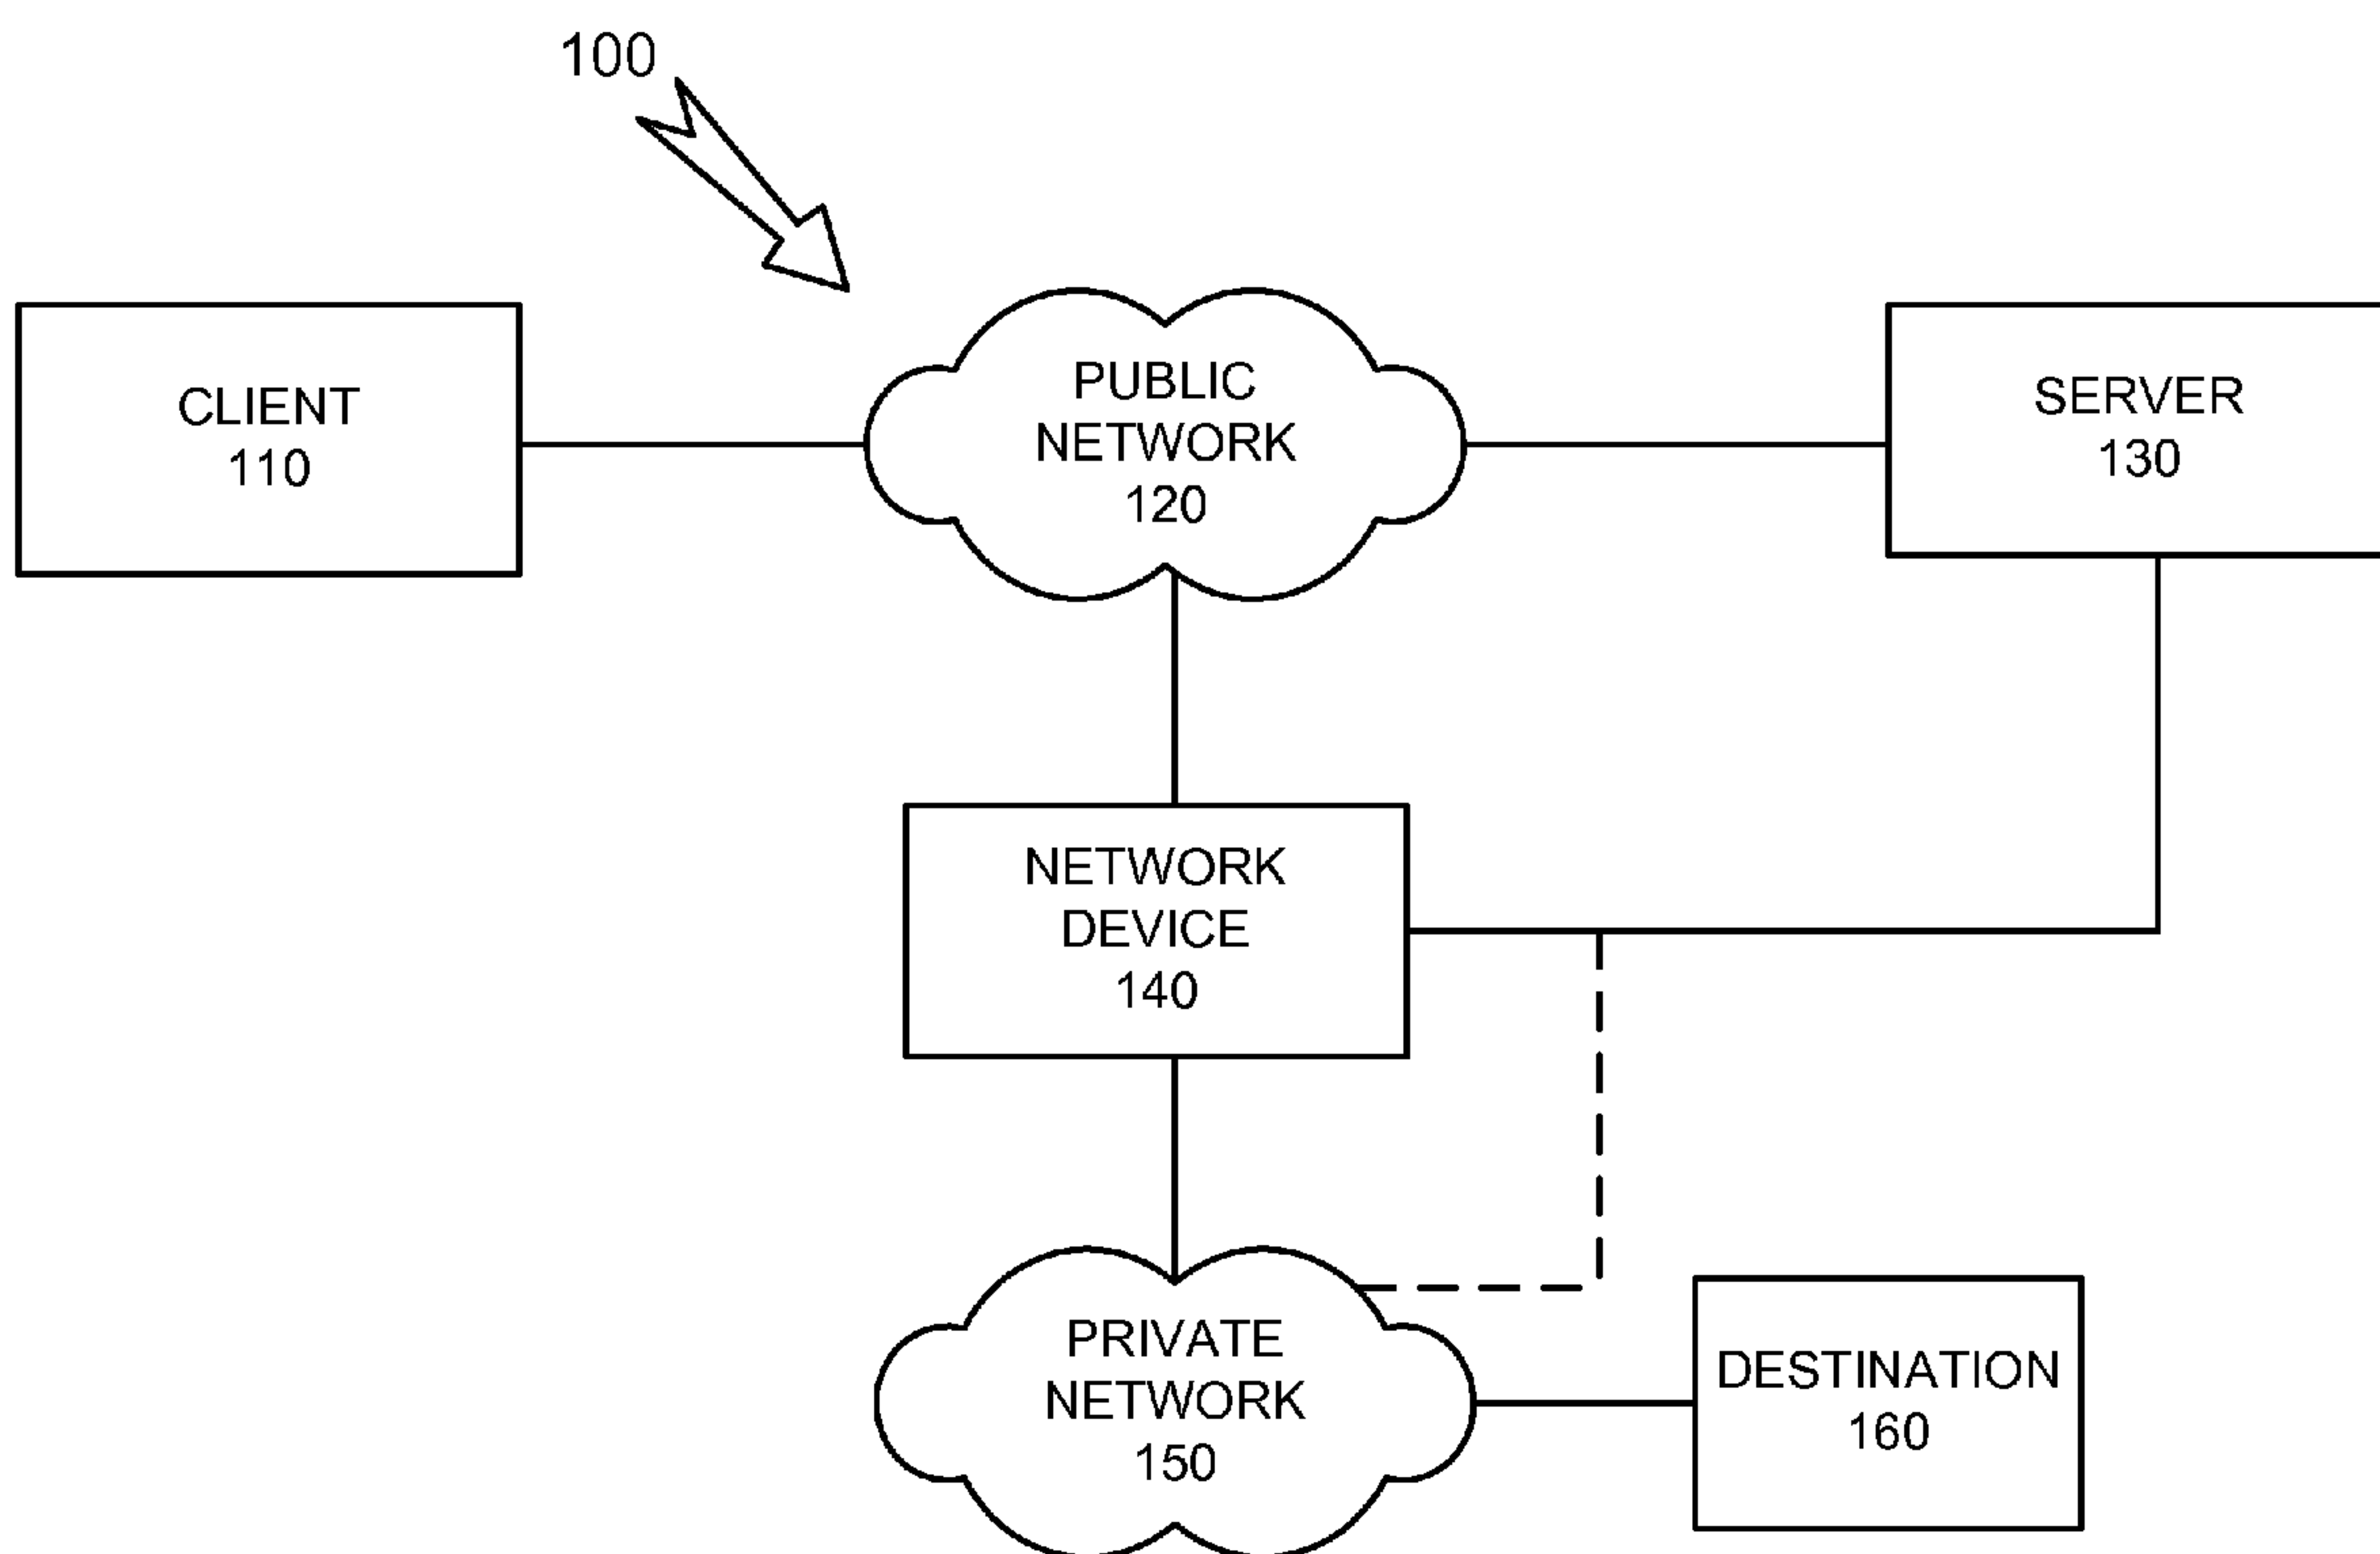 100
CLIENT
110
PUBLIC
NETWORK
120
SERVER
130
NETWORK
DEVICE
140
PRIVATE
NETWORK
150
DESTINATION
160